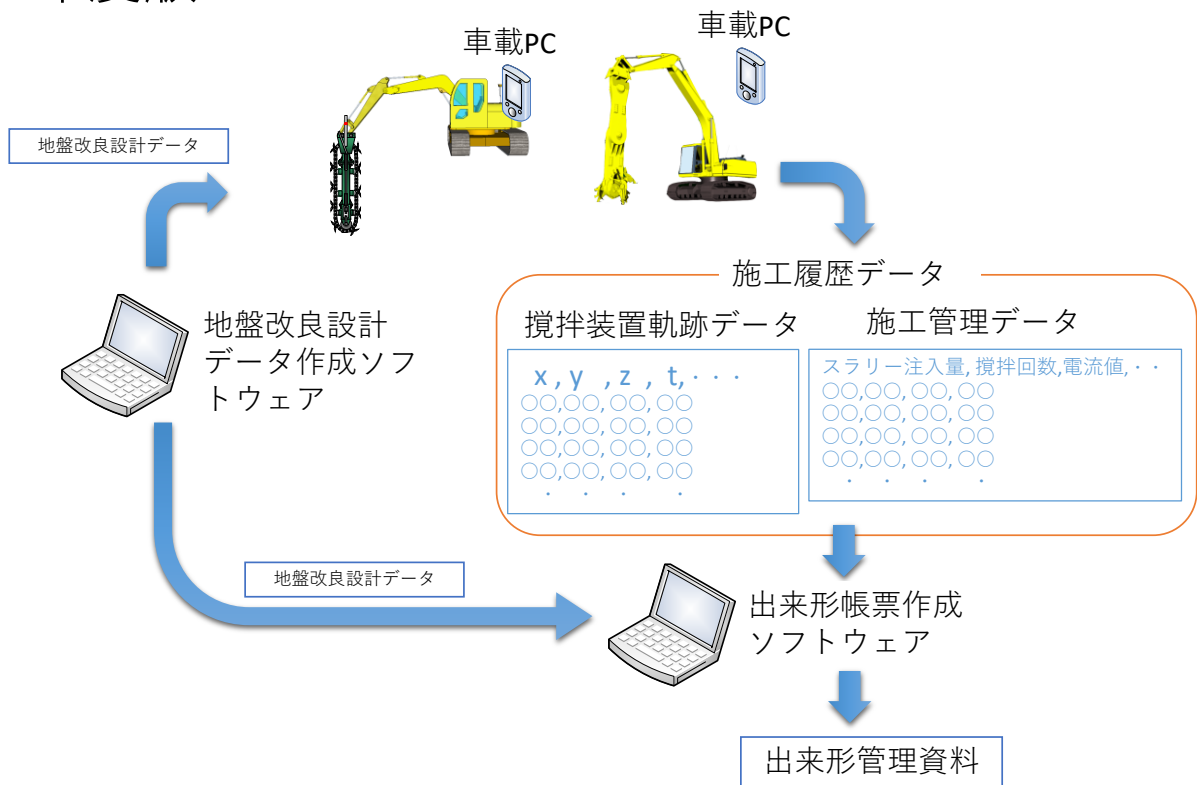 車載PC
車載PC
地盤改良設計データ
施工履歴データ
地盤改良設計
データ作成ソフ
トウェア
撹拌装置軌跡データ
施工管理データ
x , y , z , t, ・・・
○○,○○, ○○, ○○
○○,○○, ○○, ○○
○○,○○, ○○, ○○
○○,○○, ○○, ○○
・ ・ ・ ・
スラリー注入量, 撹拌回数,電流値, ・・
○○,○○, ○○, ○○
○○,○○, ○○, ○○
○○,○○, ○○, ○○
○○,○○, ○○, ○○
・ ・ ・ ・
地盤改良設計データ
出来形帳票作成
ソフトウェア
出来形管理資料